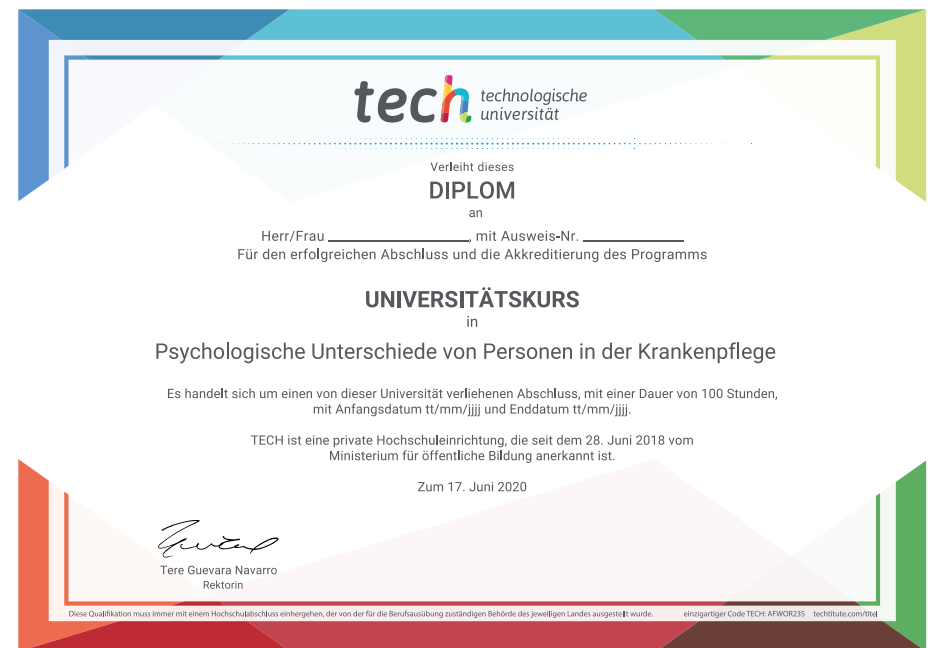 tech technologische
universität
Verleiht dieses
DIPLOM
an
Herr/Frau ____________________, mit Ausweis-Nr. ______________
Für den erfolgreichen Abschluss und die Akkreditierung des Programms
UNIVERSITÄTSKURS
in
Psychologische Unterschiede von Personen in der Krankenpflege
Es handelt sich um einen von dieser Universität verliehenen Abschluss, mit einer Dauer von 100 Stunden,
mit Anfangsdatum tt/mm/jjjj und Enddatum tt/mm/jjjj.
TECH ist eine private Hochschuleinrichtung, die seit dem 28. Juni 2018 vom
Ministerium für öffentliche Bildung anerkannt ist.
Zum 17. Juni 2020
Tere Guevara Navarro
Rektorin
Diese Qualifikation muss immer mit einem Hochschulabschluss einhergehen, der von der für die Berufsausübung zuständigen Behörde des jeweiligen Landes ausgestellt wurde. einzigartiger Code TECH: AFWOR23S techtitute.com/titel